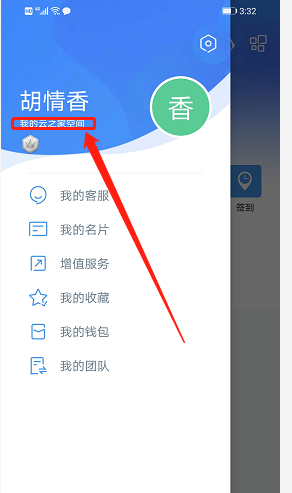 HD 4G 3:32
胡情香
香
我的云之家空间
签到
我的客服
我的名片
增值服务
我的收藏
我的钱包
我的团队